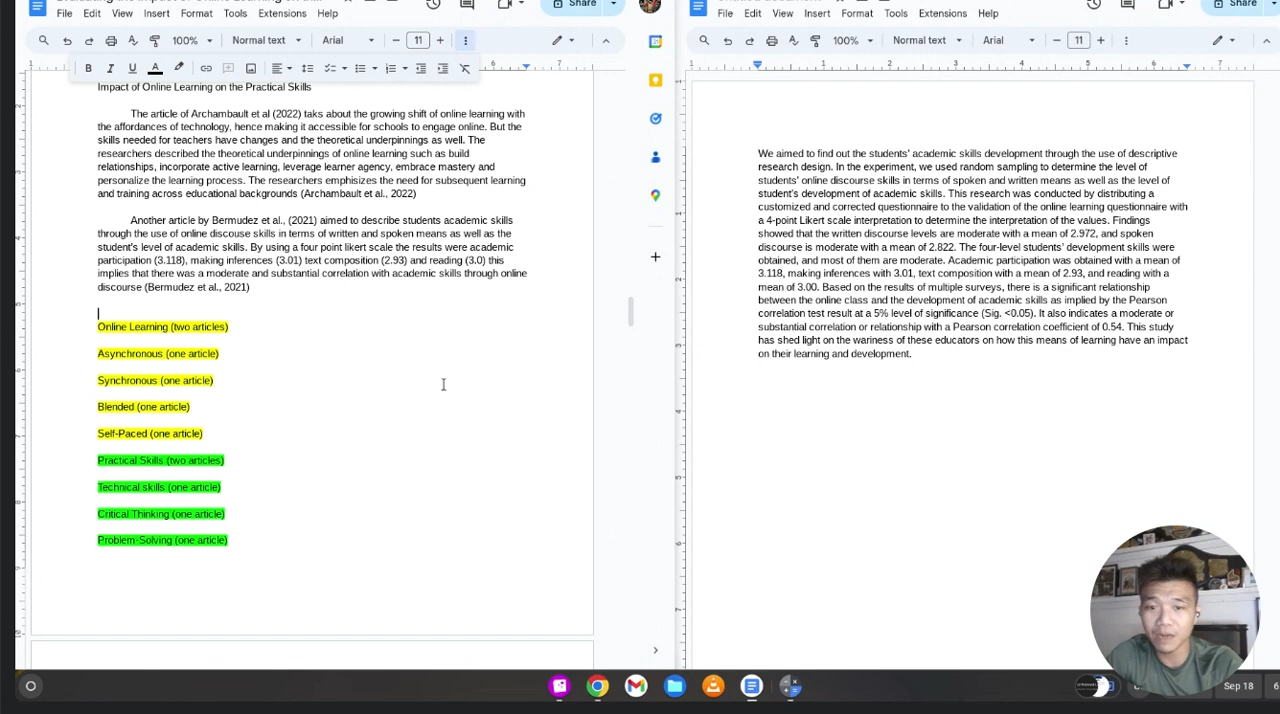 Share
Share
File Edit View Insert Format Tools Extensions Help
File Edit View Insert Format Tools Extensions Help
100% Normal text Arial 11
100% Normal text Arial 11
Impact of Online Learning on the Practical Skills
The article of Archambault et al (2022) taks about the growing shift of online learning with
the affordances of technology, hence making it accessible for schools to engage online. But the
skills needed for teachers have changes and the theoretical underpinnings as well. The
researchers described the theoretical underpinnings of online learning such as build
relationships, incorporate active learning, leverage learner agency, embrace mastery and
personalize the learning process. The researchers emphisizes the need for subsequent learning
and training across educational backgrounds (Archambault et al., 2022)
Another article by Bermudez et al., (2021) aimed to describe students academic skills
through the use of online discouse skills in terms of written and spoken means as well as the
student's level of academic skills. By using a four point likert scale the results were academic
participation (3.118), making inferences (3.01) text composition (2.93) and reading (3.0) this
implies that there was a moderate and substantial correlation with academic skills through online
discourse (Bermudez et al., 2021)
Online Learning (two articles)
Asynchronous (one article)
Synchronous (one article)
Blended (one article)
Self-Paced (one article)
Practical Skills (two articles)
Technical skills (one article)
Critical Thinking (one article)
Problem-Solving (one article)
We aimed to find out the students' academic skills development through the use of descriptive
research design. In the experiment, we used random sampling to determine the level of
students' online discourse skills in terms of spoken and written means as well as the level of
student's development of academic skills. This research was conducted by distributing a
customized and corrected questionnaire to the validation of the online learning questionnaire with
a 4-point Likert scale interpretation to determine the interpretation of the values. Findings
showed that the written discourse levels are moderate with a mean of 2.972, and spoken
discourse is moderate with a mean of 2.822. The four-level students' development skills were
obtained, and most of them are moderate. Academic participation was obtained with a mean of
3.118, making inferences with 3.01, text composition with a mean of 2.93, and reading with a
mean of 3.00. Based on the results of multiple surveys, there is a significant relationship
between the online class and the development of academic skills as implied by the Pearson
correlation test result at a 5% level of significance (Sig. <0.05). It also indicates a moderate or
substantial correlation or relationship with a Pearson correlation coefficient of 0.54. This study
has shed light on the wariness of these educators on how this means of learning have an impact
on their learning and development.
Sep 18